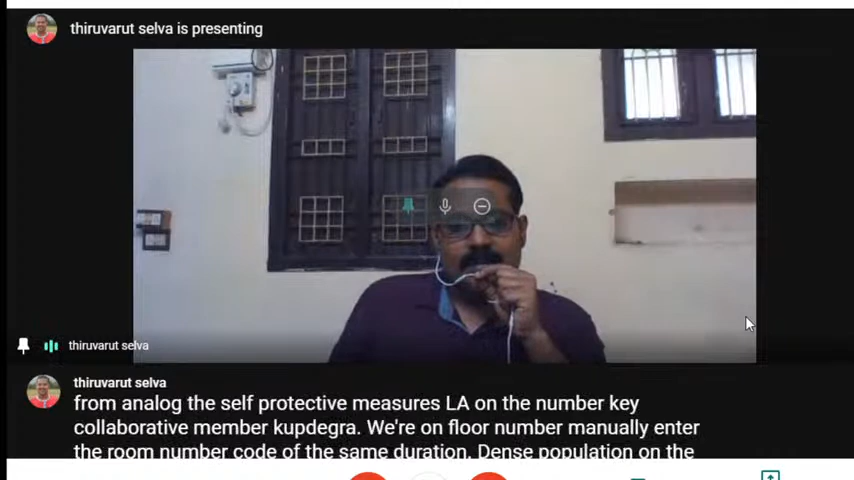 thiruvarut selva is presenting
thiruvarut selva
thiruvarut selva
from analog the self protective measures LA on the number key
collaborative member kupdegra. We're on floor number manually enter
the room number code of the same duration. Dense population on the